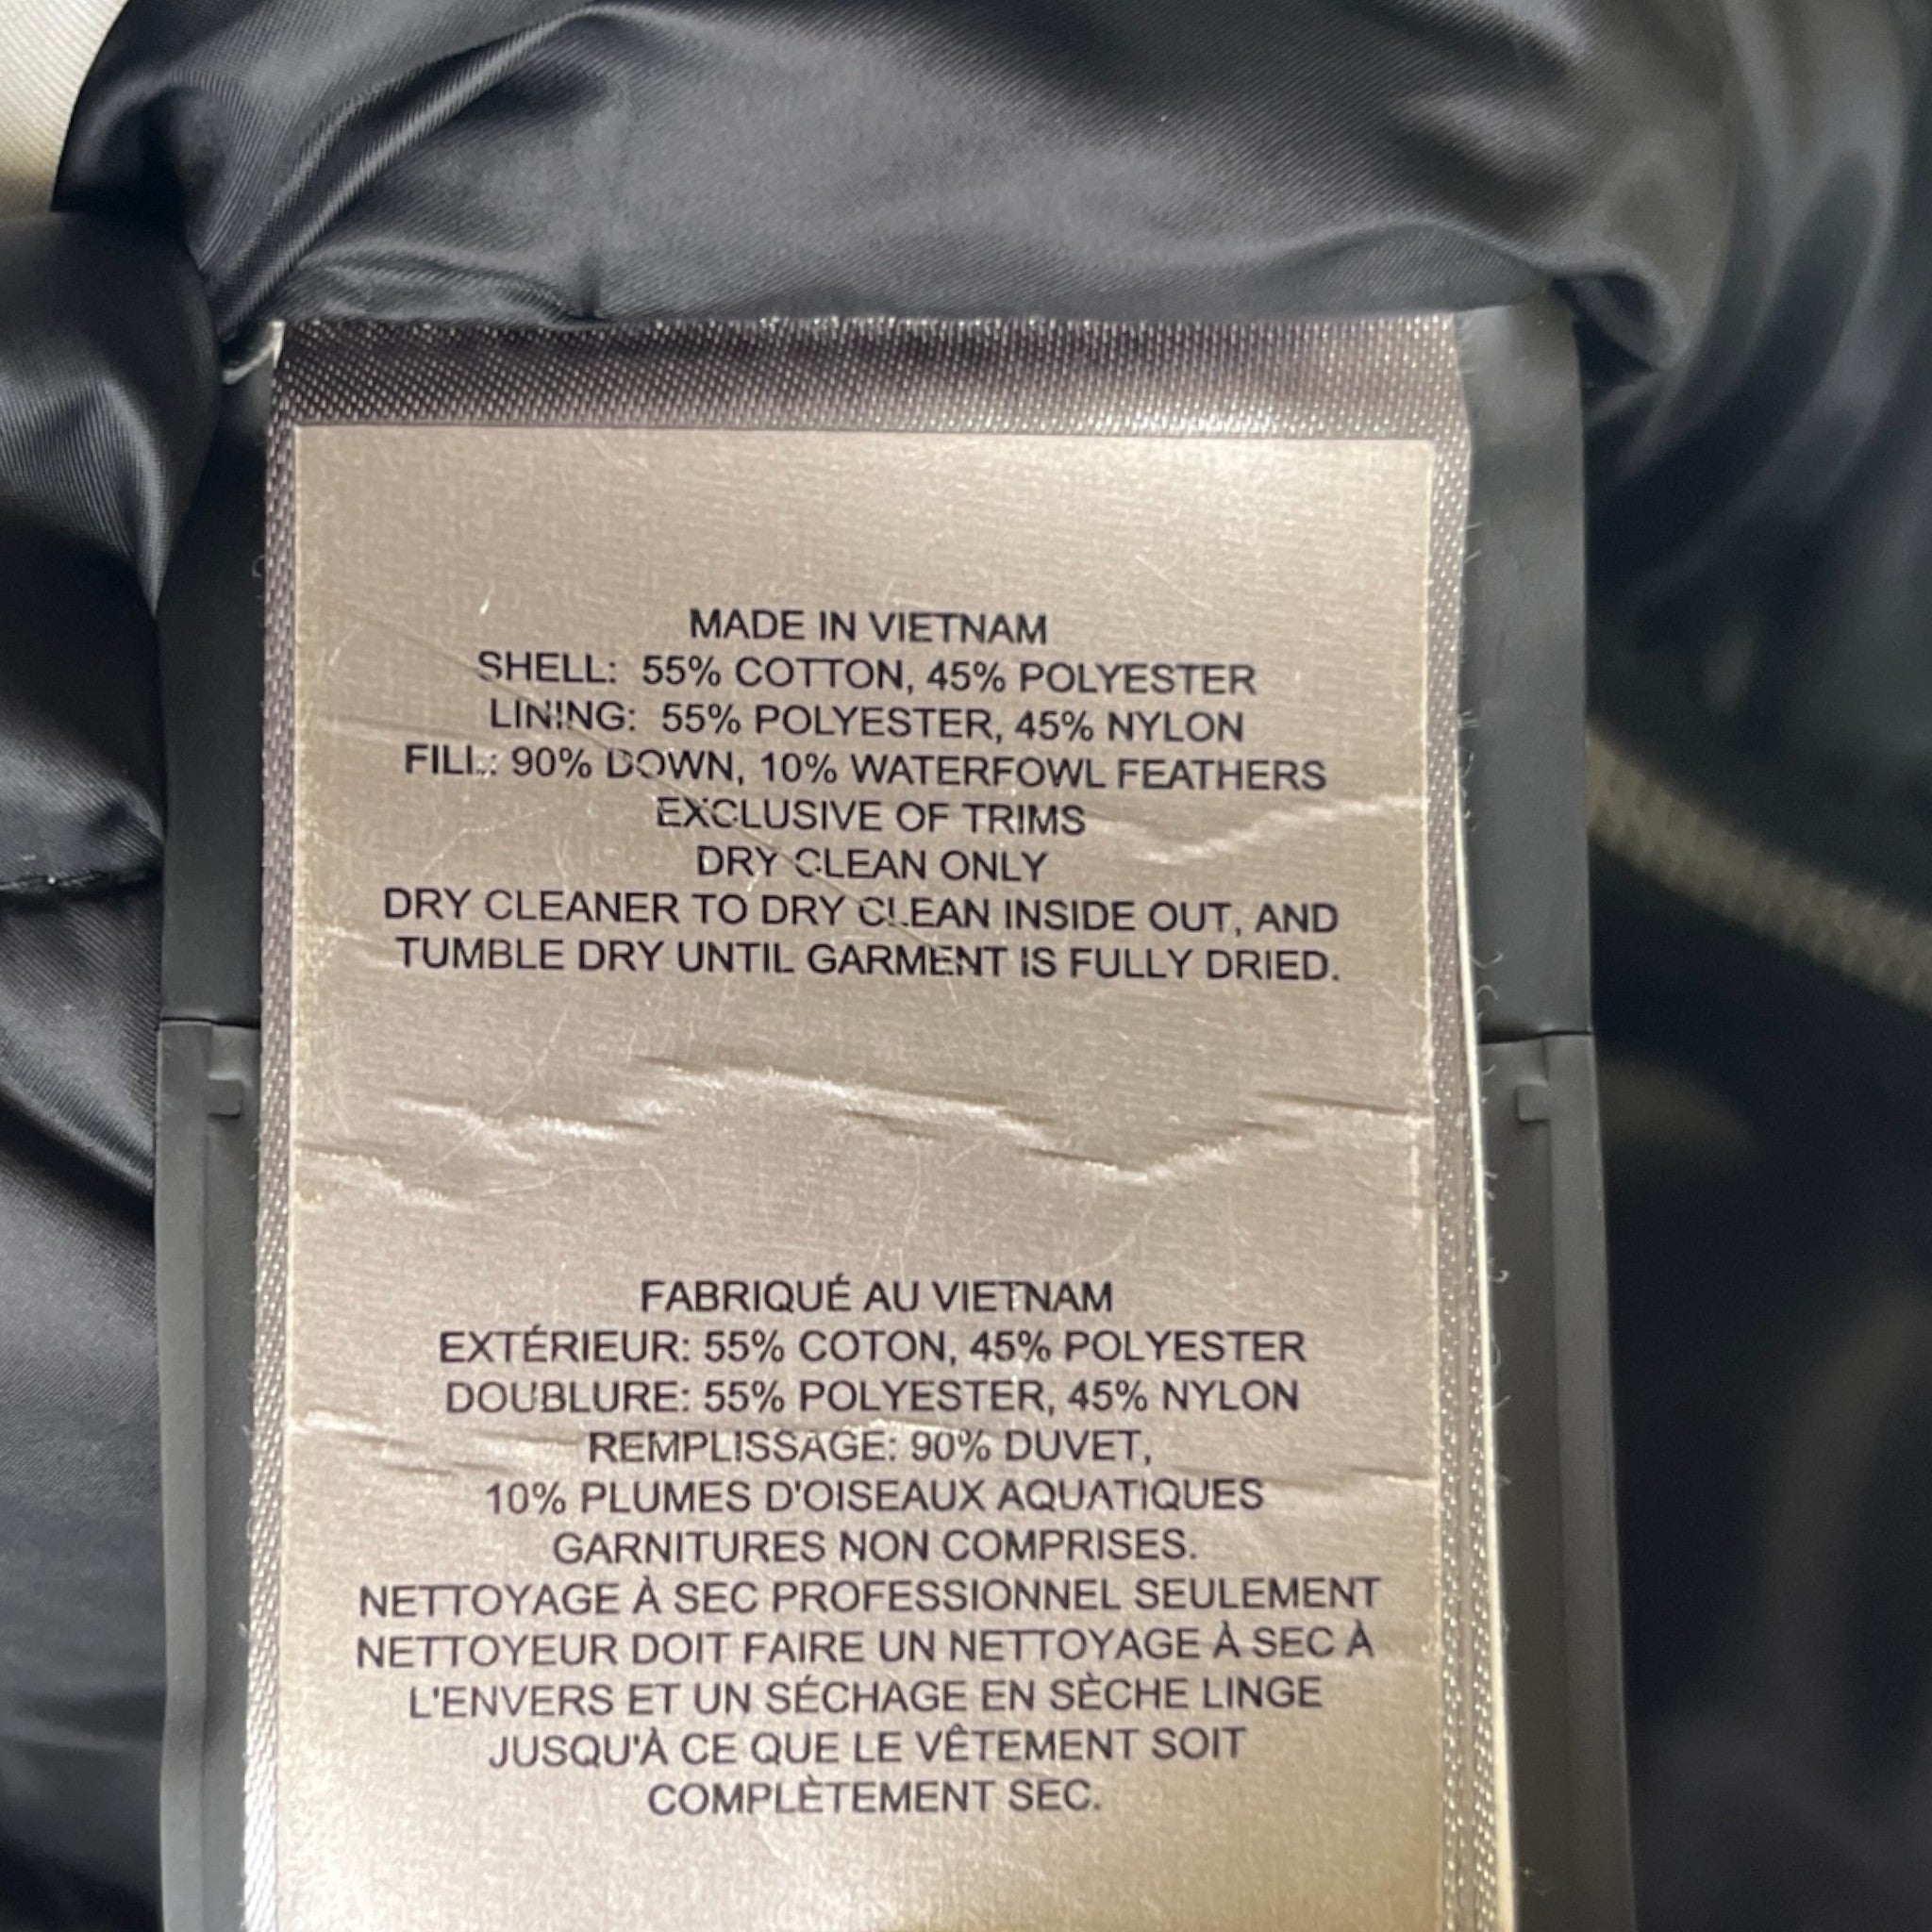 MADE IN VIETNAM
SHELL: 55% COTTON, 45% POLYESTER
LINING: 55% POLYESTER, 45% NYLON
FILL: 90% DOWN, 10% WATERFOWL FEATHERS
EXCLUSIVE OF TRIMS
DRY CLEAN ONLY
DRY CLEANER TO DRY CLEAN INSIDE OUT, AND
TUMBLE DRY UNTIL GARMENT IS FULLY DRIED.
FABRIQUÉ AU VIETNAM
EXTÉRIEUR: 55% COTON, 45% POLYESTER
DOUBLURE: 55% POLYESTER, 45% NYLON
REMPLISSAGE: 90% DUVET,
10% PLUMES D'OISEAUX AQUATIQUES
GARNITURES NON COMPRISES.
NETTOYAGE À SEC PROFESSIONNEL SEULEMENT
NETTOYEUR DOIT FAIRE UN NETTOYAGE À SEC À
L'ENVERS ET UN SÉCHAGE EN SÈCHE LINGE
JUSQU'À CE QUE LE VÊTEMENT SOIT
COMPLÈTEMENT SEC.